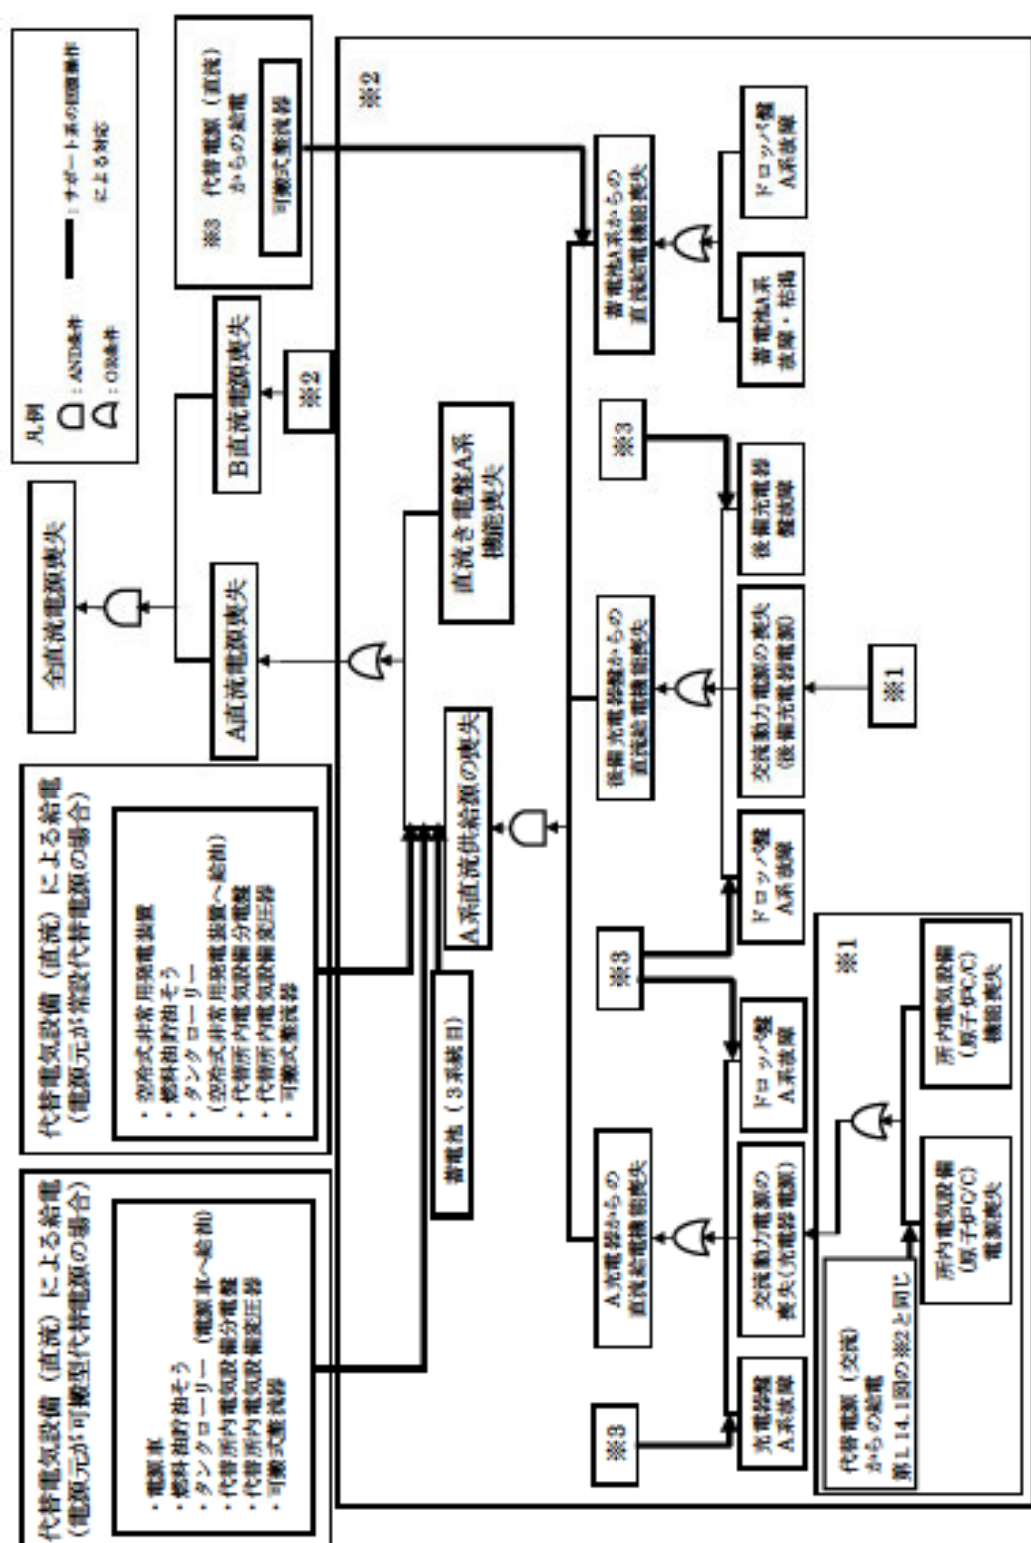 代替電気設備（直流）による給電
（電源元が可搬型代替電源の場合）
・電源車
・燃料油貯油そう
・タンクローリー（電源車へ給油）
・代替所内電気設備分電盤
・代替所内電気設備変圧器
・可搬式整流器
代替電気設備（直流）による給電
（電源元が常設代替電源の場合）
・空冷式非常用発電装置
・燃料油貯油そう
・タンクローリー
（空冷式非常用発電装置へ給油）
・代替所内電気設備分電盤
・代替所内電気設備変圧器
・可搬式整流器
全直流電源喪失
凡例
：AND条件
：OR条件
：サポート系の回復操作
による対応
A直流電源喪失
B直流電源喪失
※2
※3　代替電源（直流）
からの給電
可搬式整流器
※2
蓄電池（3系統目）
A系直流供給源の喪失
直流き電盤A系
機能喪失
A充電器からの
直流給電機能喪失
後備充電器盤からの
直流給電機能喪失
蓄電池A系からの
直流給電機能喪失
※3
※3
※3
充電器盤
A系故障
交流動力電源の
喪失(充電器電源)
ドロッパ盤
A系故障
ドロッパ盤
A系故障
交流動力電源の喪失
(後備充電器電源)
後備充電器
盤故障
蓄電池A系
故障・枯渇
ドロッパ盤
A系故障
※1
※1
代替電源（交流）
からの給電
第1.14.1図の※2と同じ
所内電気設備
(原子炉C/C)
電源喪失
所内電気設備
(原子炉C/C)
機能喪失